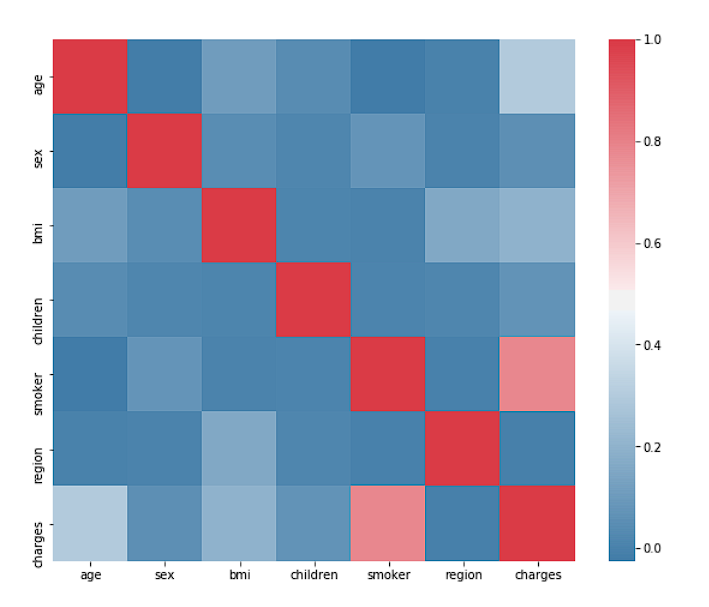 age
sex
bmi
children
smoker
region
charges
age sex bmi children smoker region charges
1.0
0.8
0.6
0.4
0.2
0.0